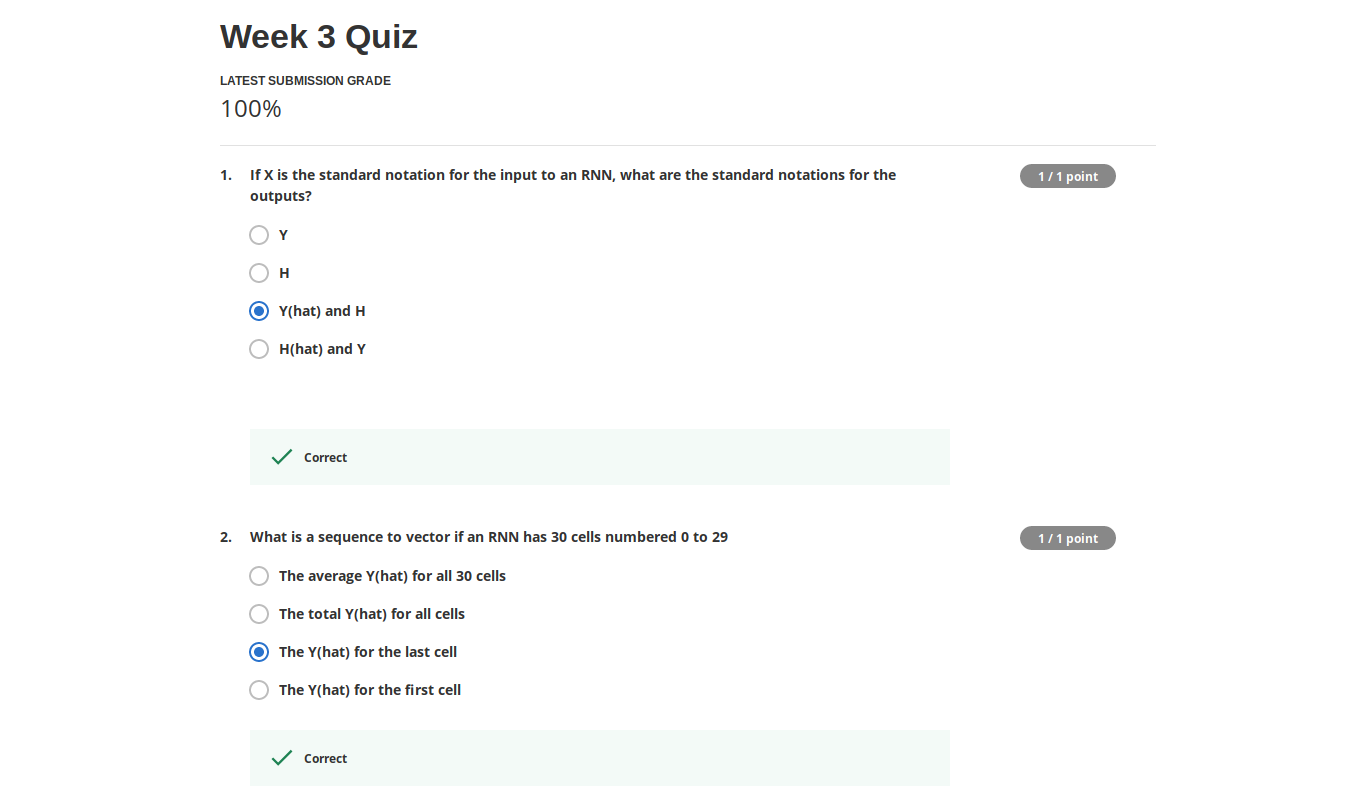 Week 3 Quiz
LATEST SUBMISSION GRADE
100%
1. If X is the standard notation for the input to an RNN, what are the standard notations for the
outputs?
1 / 1 point
Y
H
Y(hat) and H
H(hat) and Y
Correct
2. What is a sequence to vector if an RNN has 30 cells numbered 0 to 29
1 / 1 point
The average Y(hat) for all 30 cells
The total Y(hat) for all cells
The Y(hat) for the last cell
The Y(hat) for the first cell
Correct